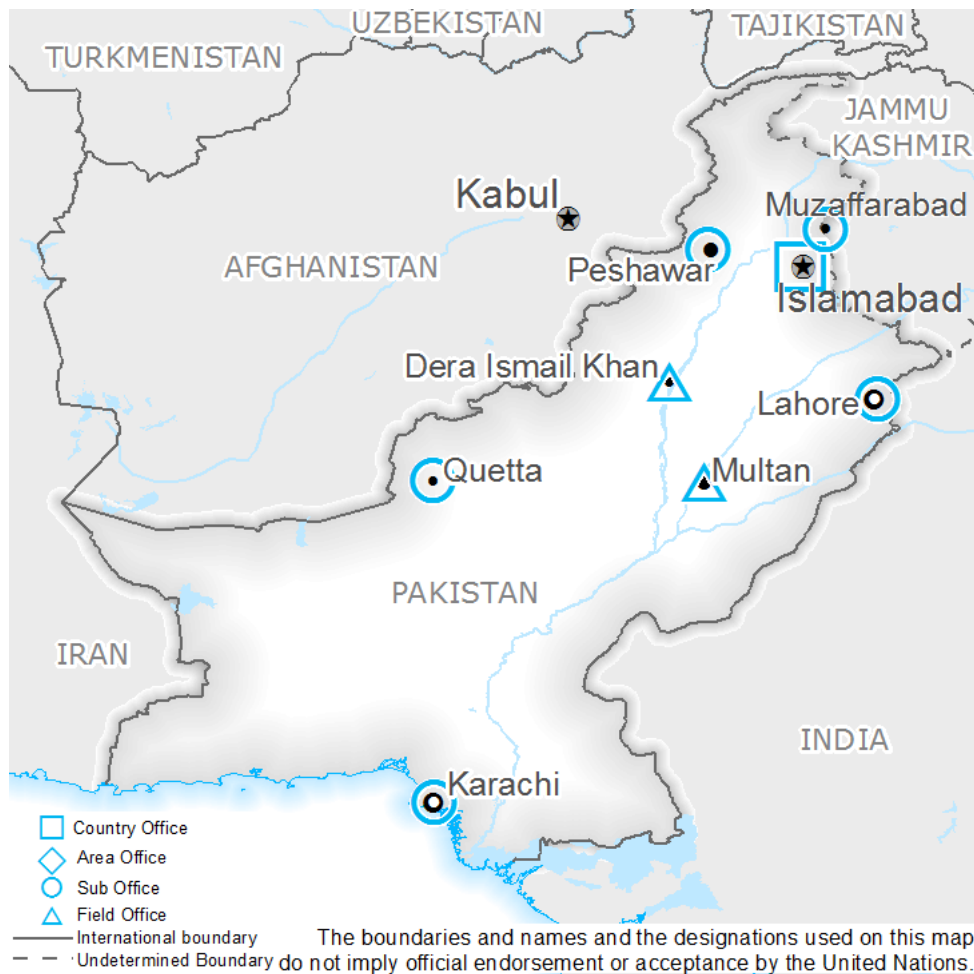 UZBEKISTAN
TAJIKISTAN
TURKMENISTAN
JAMMU
KASHMIR
Kabul
Muzaffarabad
AFGHANISTAN
Peshawar
Islamabad
Dera Ismail Khan
Lahore
Quetta
Multan
PAKISTAN
IRAN
INDIA
Karachi
Country Office
Area Office
Sub Office
Field Office
International boundary
Undetermined Boundary
The boundaries and names and the designations used on this map
do not imply official endorsement or acceptance by the United Nations.